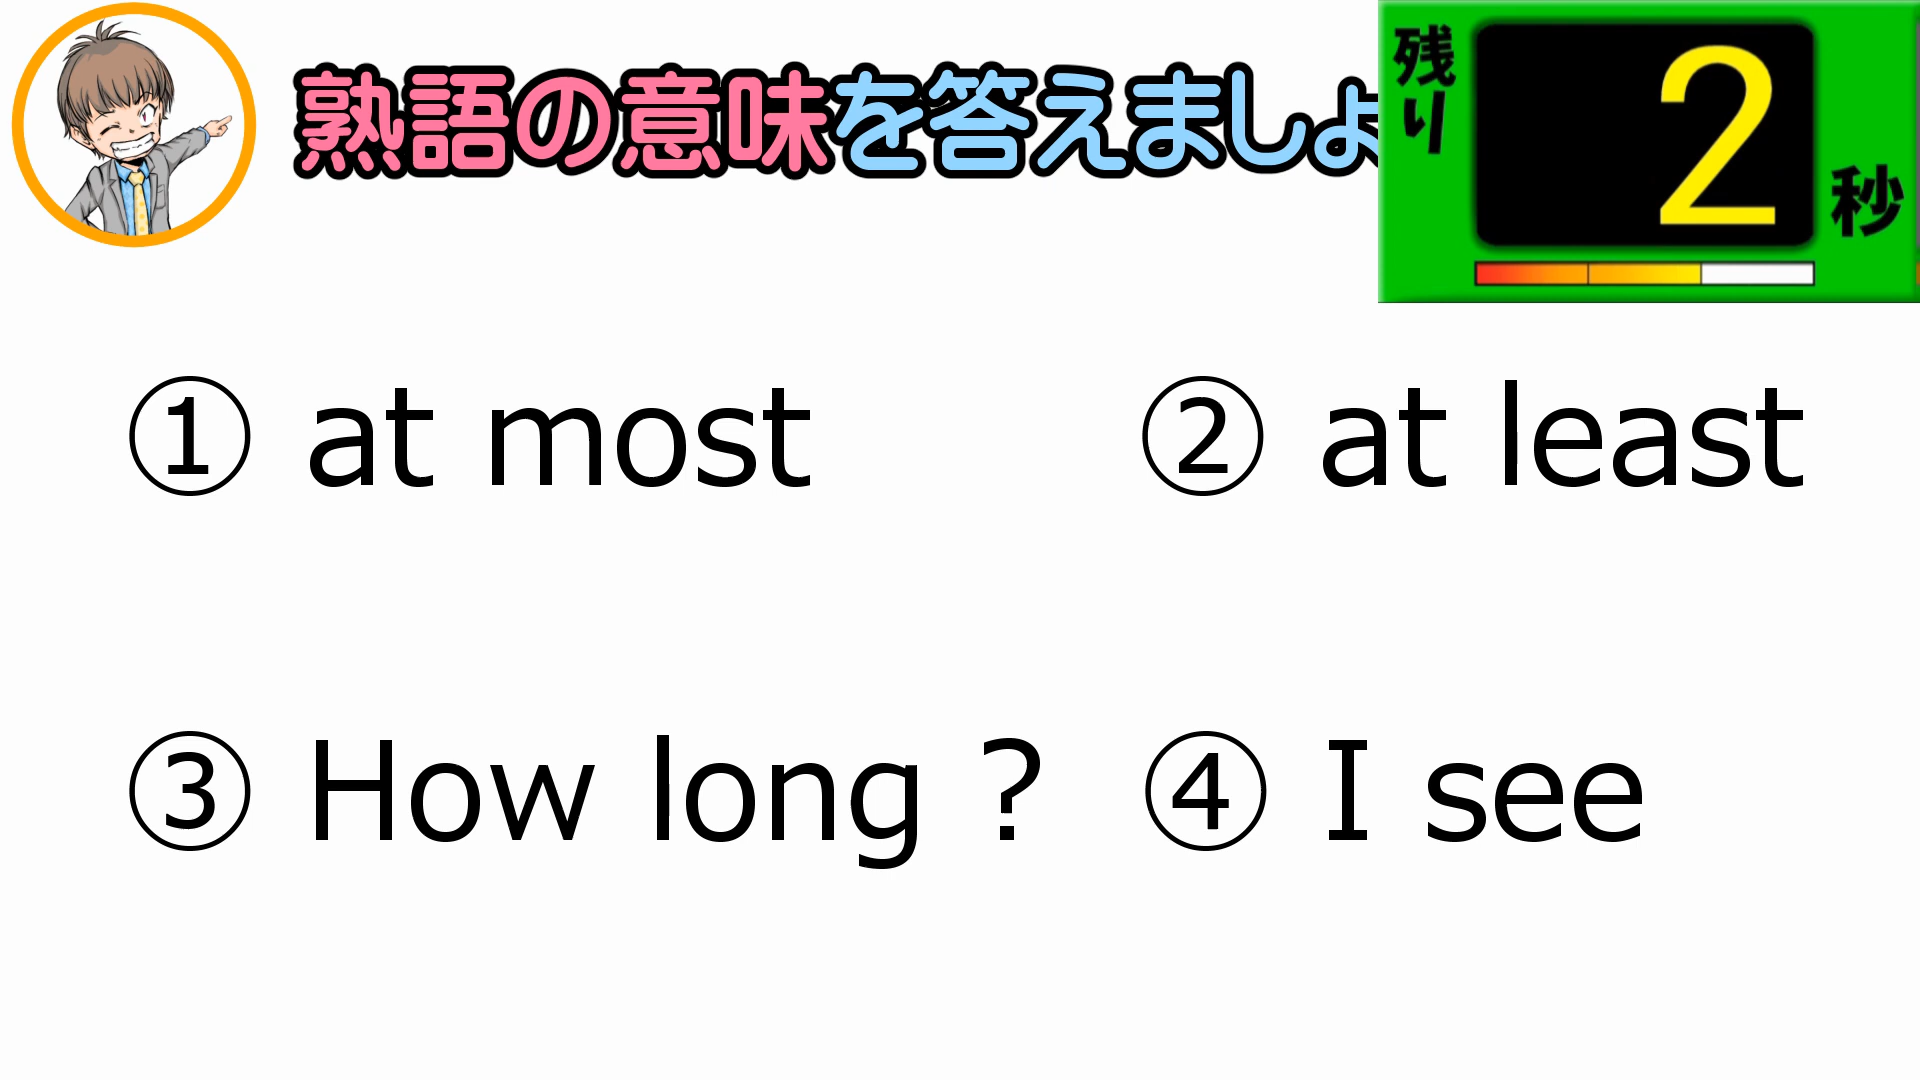 熟語の意味を答えましょ
残り
2
秒
① at most
② at least
③ How long ?
④ I see